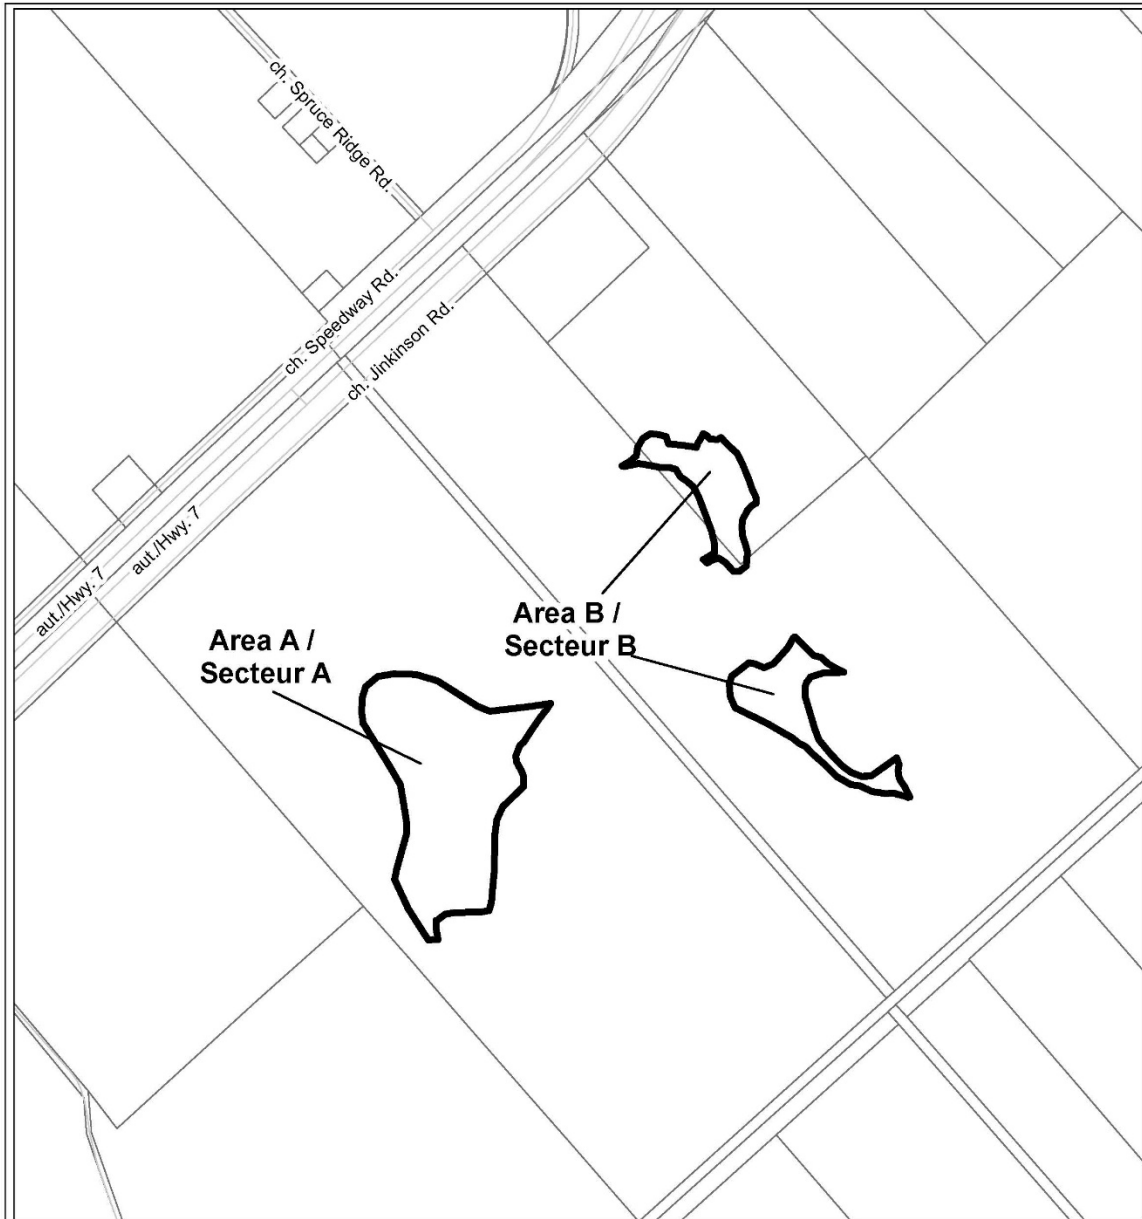 ch. Spruce Ridge Rd.
ch. Speedway Rd.
ch. Jinkinson Rd.
aut./Hwy. 7
aut./Hwy. 7
Area A /
Secteur A
Area B /
Secteur B